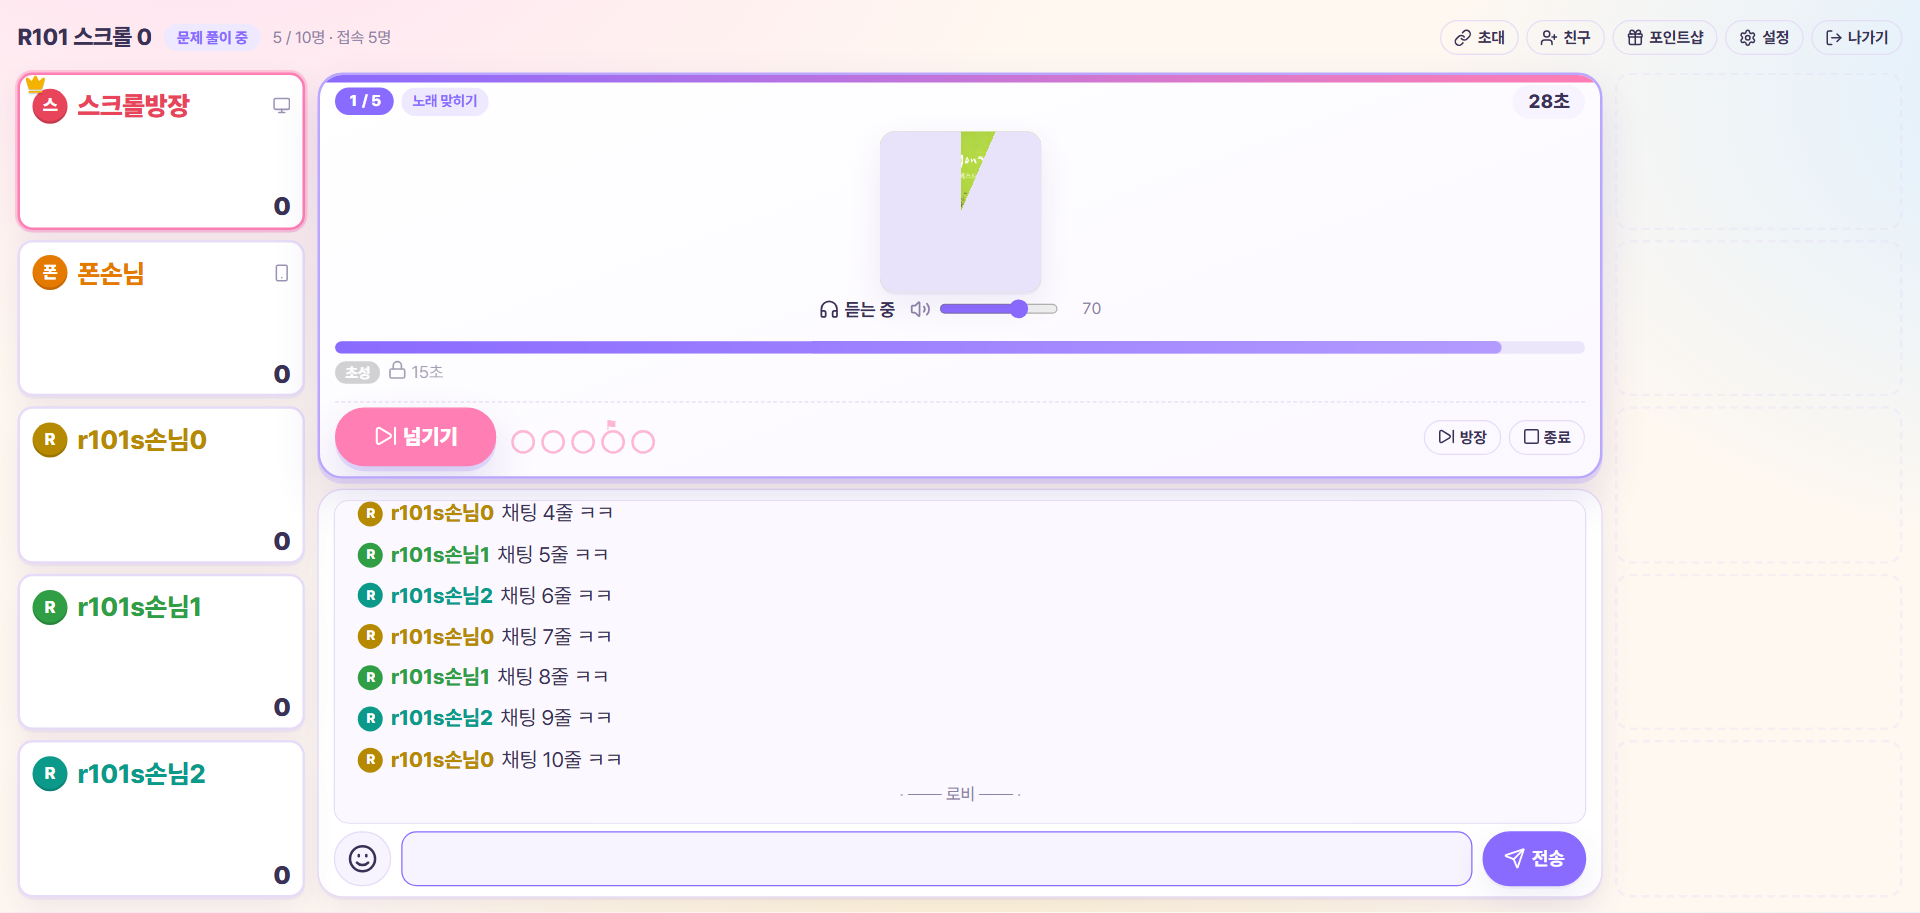 R101 스크롤 0 문제 풀이 중 5 / 10명 · 접속 5명
초대 친구 포인트샵 설정 나가기
스 스크롤방장
0
폰 폰손님
0
R r101s손님0
0
R r101s손님1
0
R r101s손님2
0
1 / 5 노래 맞히기 28초
듣는 중 70
초성 15초
넘기기 방장 종료
R r101s손님0 채팅 4줄 ㅋㅋ
R r101s손님1 채팅 5줄 ㅋㅋ
R r101s손님2 채팅 6줄 ㅋㅋ
R r101s손님0 채팅 7줄 ㅋㅋ
R r101s손님1 채팅 8줄 ㅋㅋ
R r101s손님2 채팅 9줄 ㅋㅋ
R r101s손님0 채팅 10줄 ㅋㅋ
· —— 로비 —— ·
전송